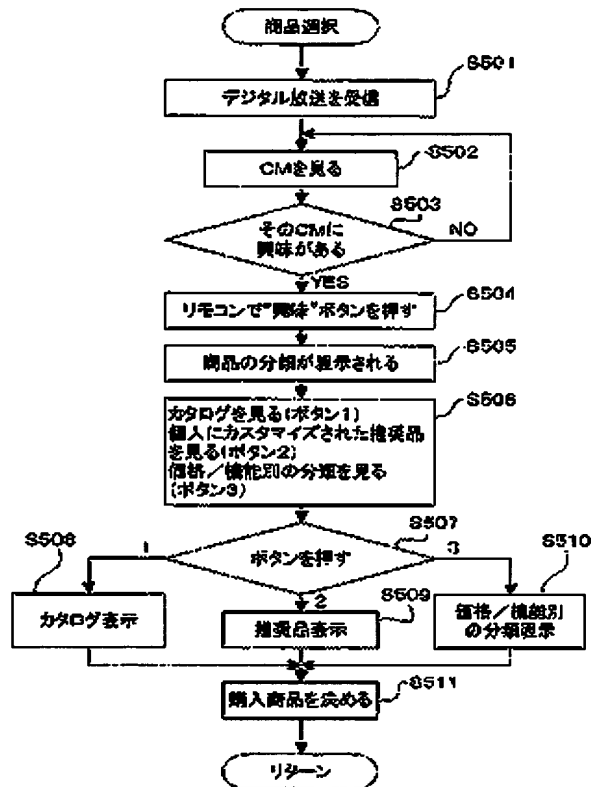 商品選択
S501
デジタル放送を受信
S502
CMを見る
S503
そのCMに
興味がある
NO
YES
S504
リモコンで"興味"ボタンを押す
S505
商品の分類が表示される
S506
カタログを見る(ボタン1)
個人にカスタマイズされた推奨品
を見る(ボタン2)
価格／機能別の分類を見る
(ボタン3)
S507
ボタンを押す
1
2
3
S508
カタログ表示
S509
推奨品表示
S510
価格／機能別
の分類表示
S511
購入商品を決める
リターン